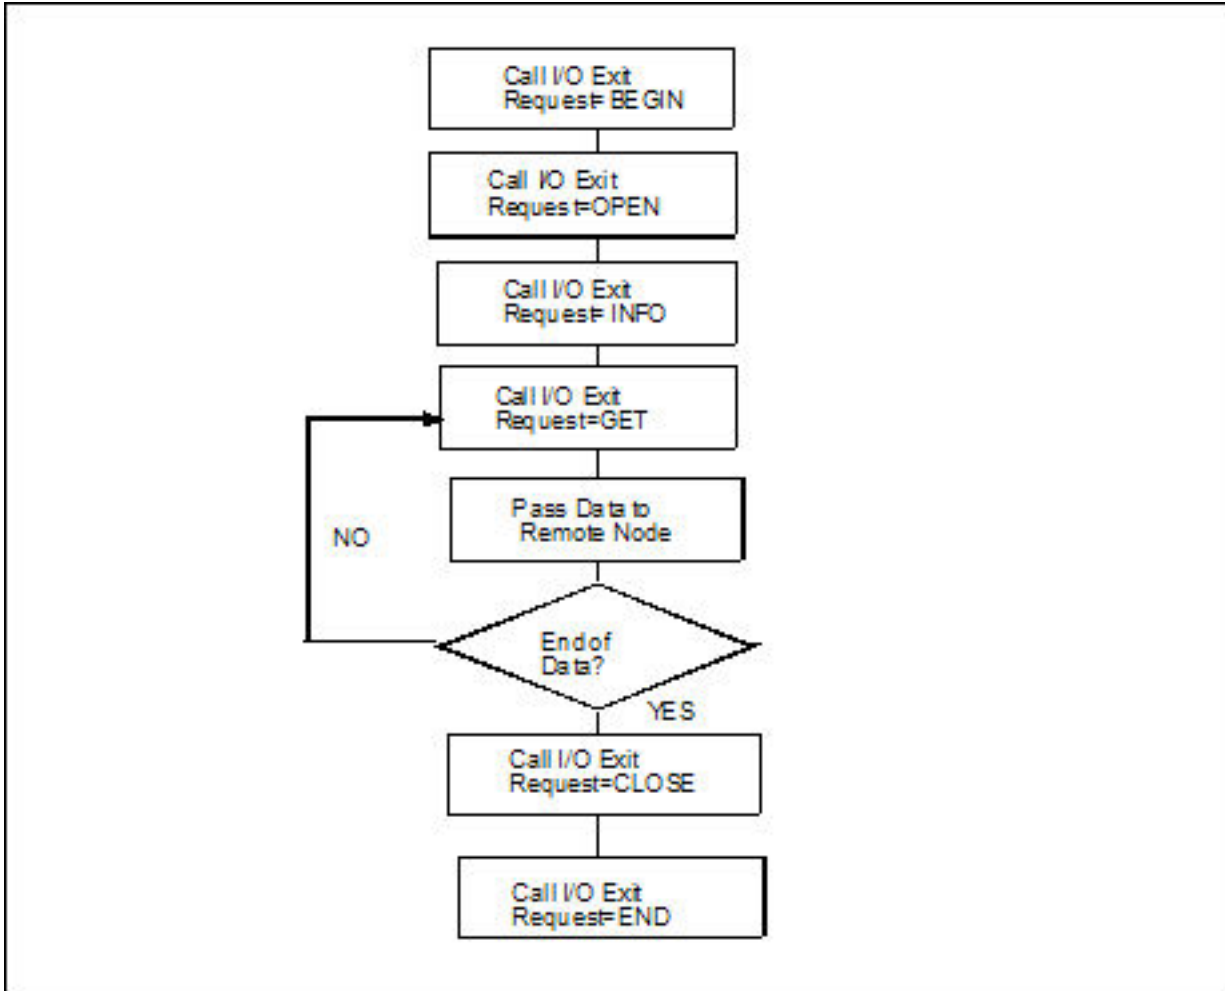 Call I/O Exit
Request=BEGIN
Call I/O Exit
Request=OPEN
Call I/O Exit
Request=INFO
Call I/O Exit
Request=GET
Pass Data to
Remote Node
NO
End of
Data?
YES
Call I/O Exit
Request=CLOSE
Call I/O Exit
Request=END